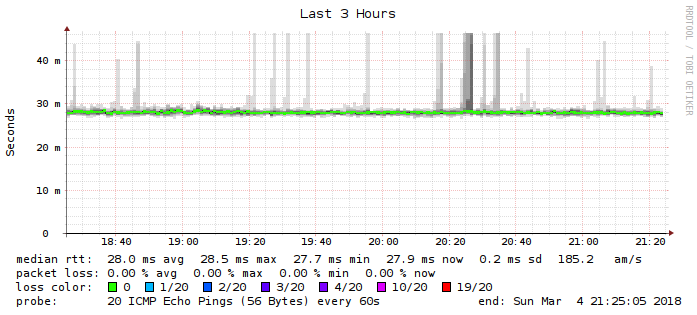 Last 3 Hours
RRDTOOL / TOBI OETIKER
Seconds
40 m
30 m
20 m
10 m
0
18:40 19:00 19:20 19:40 20:00 20:20 20:40 21:00 21:20
median rtt: 28.0 ms avg 28.5 ms max 27.7 ms min 27.9 ms now 0.2 ms sd 185.2 am/s
packet loss: 0.00 % avg 0.00 % max 0.00 % min 0.00 % now
loss color: 0 1/20 2/20 3/20 4/20 10/20 19/20
probe: 20 ICMP Echo Pings (56 Bytes) every 60s end: Sun Mar 4 21:25:05 2018